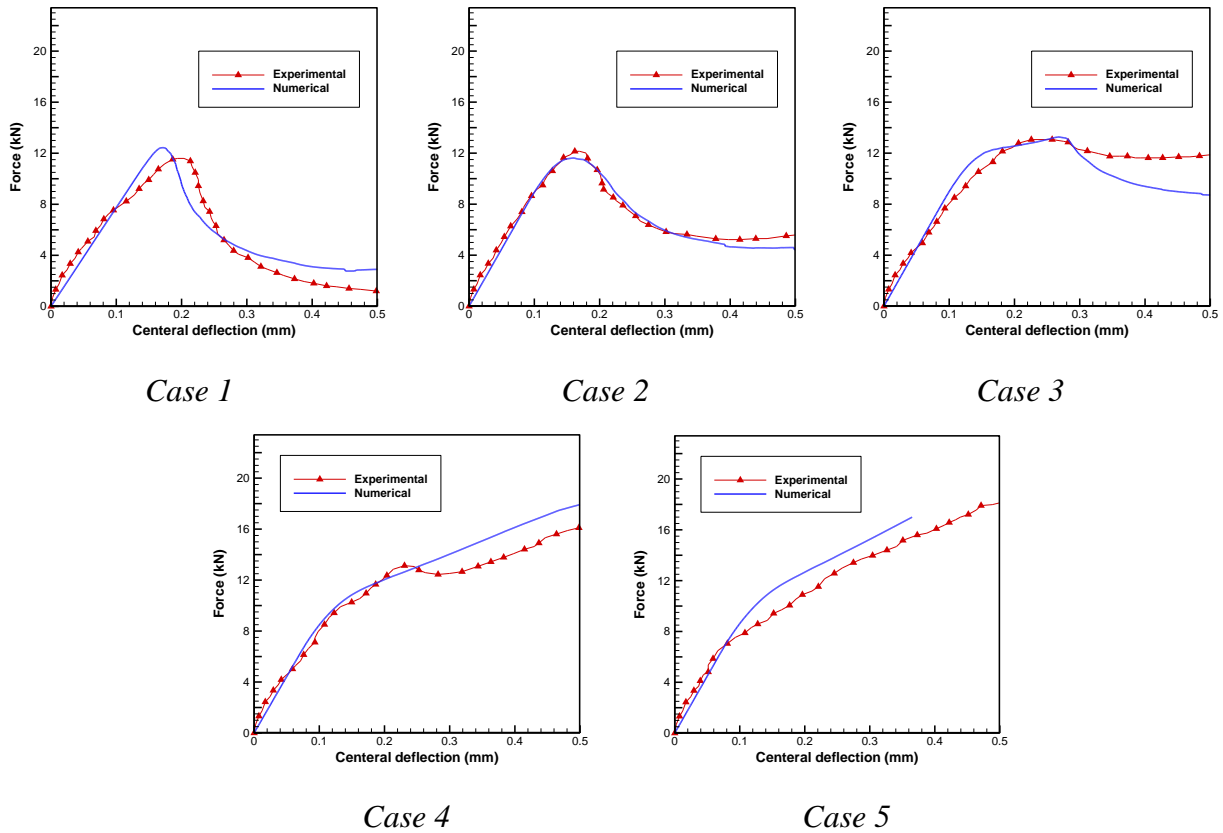 Force (kN)
20
16
12
8
4
0
0 0.1 0.2 0.3 0.4 0.5
Centeral deflection (mm)
Experimental
Numerical
Case 1
Force (kN)
20
16
12
8
4
0
0 0.1 0.2 0.3 0.4 0.5
Centeral deflection (mm)
Experimental
Numerical
Case 2
Force (kN)
20
16
12
8
4
0
0 0.1 0.2 0.3 0.4 0.5
Centeral deflection (mm)
Experimental
Numerical
Case 3
Force (kN)
20
16
12
8
4
0
0 0.1 0.2 0.3 0.4 0.5
Centeral deflection (mm)
Experimental
Numerical
Case 4
Force (kN)
20
16
12
8
4
0
0 0.1 0.2 0.3 0.4 0.5
Centeral deflection (mm)
Experimental
Numerical
Case 5